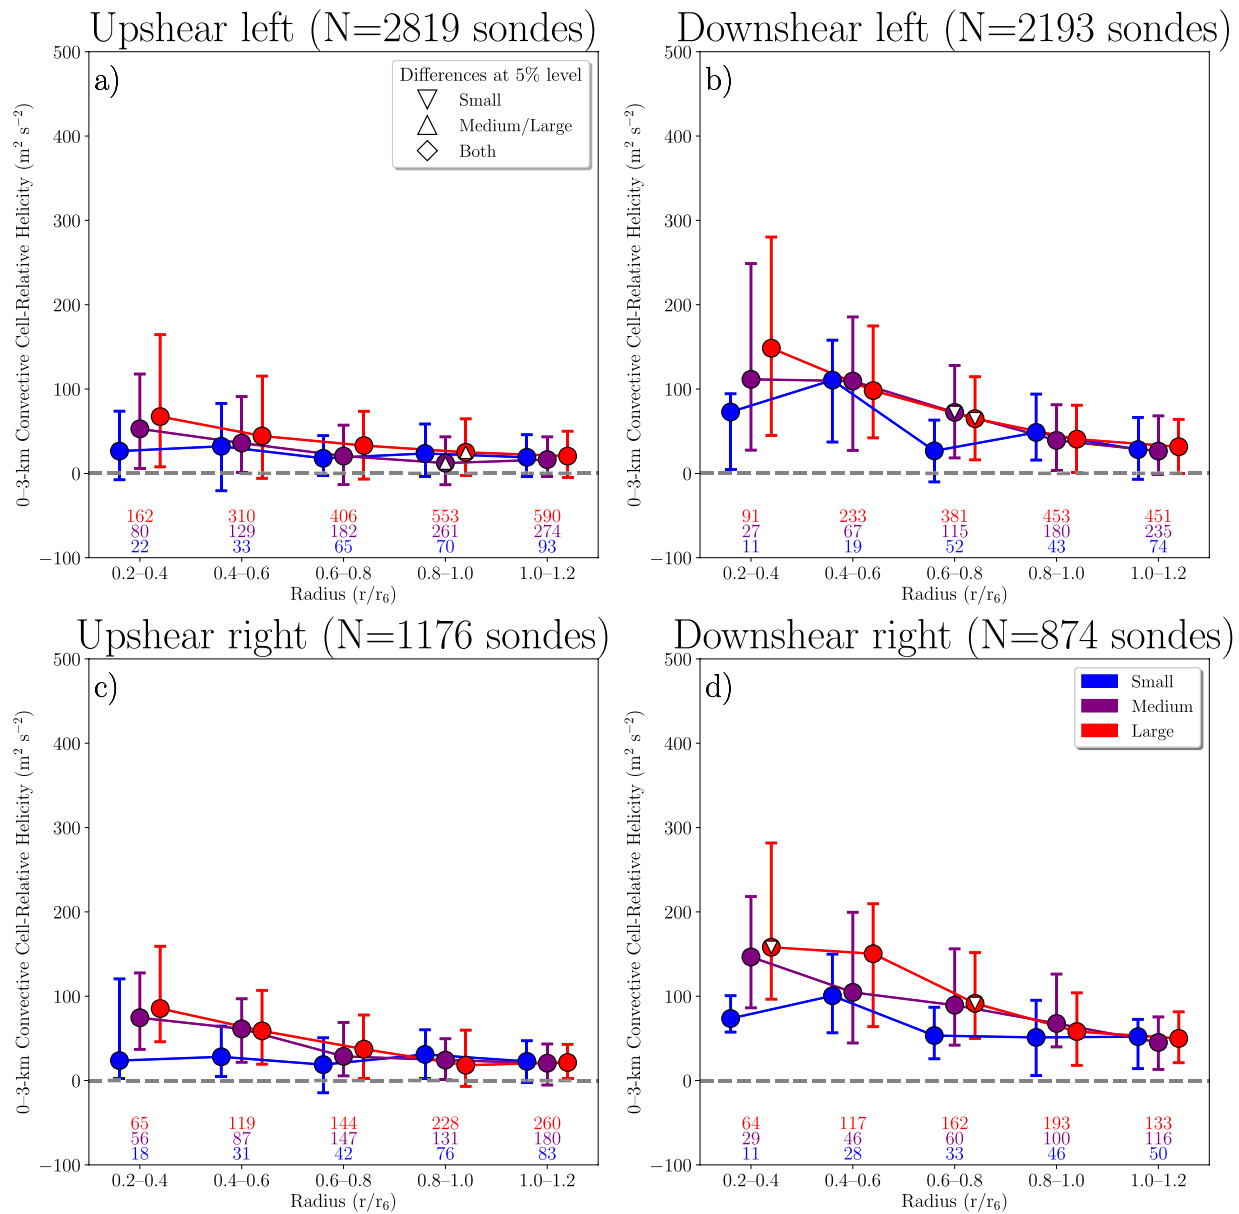 Upshear left (N=2819 sondes)
a)
Differences at 5% level
Small
Medium/Large
Both
0–3-km Convective Cell-Relative Helicity (m² s⁻²)
500
400
300
200
100
0
−100
162 310 406 553 590
80 129 182 261 274
22 33 65 70 93
0.2–0.4 0.4–0.6 0.6–0.8 0.8–1.0 1.0–1.2
Radius (r/r₆)
Downshear left (N=2193 sondes)
b)
0–3-km Convective Cell-Relative Helicity (m² s⁻²)
500
400
300
200
100
0
−100
91 233 381 453 451
27 67 115 180 235
11 19 52 43 74
0.2–0.4 0.4–0.6 0.6–0.8 0.8–1.0 1.0–1.2
Radius (r/r₆)
Upshear right (N=1176 sondes)
c)
0–3-km Convective Cell-Relative Helicity (m² s⁻²)
500
400
300
200
100
0
−100
65 119 144 228 260
56 87 147 131 180
18 31 42 76 83
0.2–0.4 0.4–0.6 0.6–0.8 0.8–1.0 1.0–1.2
Radius (r/r₆)
Downshear right (N=874 sondes)
d)
Small
Medium
Large
0–3-km Convective Cell-Relative Helicity (m² s⁻²)
500
400
300
200
100
0
−100
64 117 162 193 133
29 46 60 100 116
11 28 33 46 50
0.2–0.4 0.4–0.6 0.6–0.8 0.8–1.0 1.0–1.2
Radius (r/r₆)